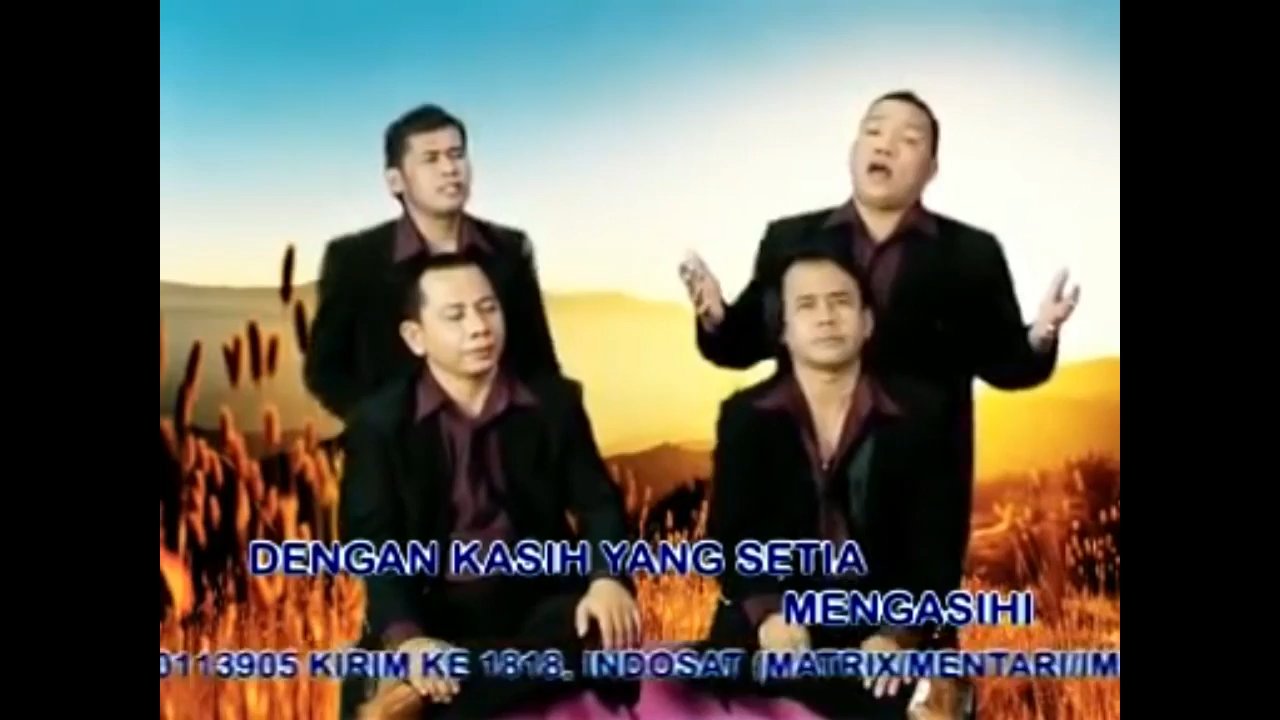 DENGAN KASIH YANG SETIA
MENGASIHI
0113905 KIRIM KE 1818. INDOSAT (MATRIX/MENTARI/IM